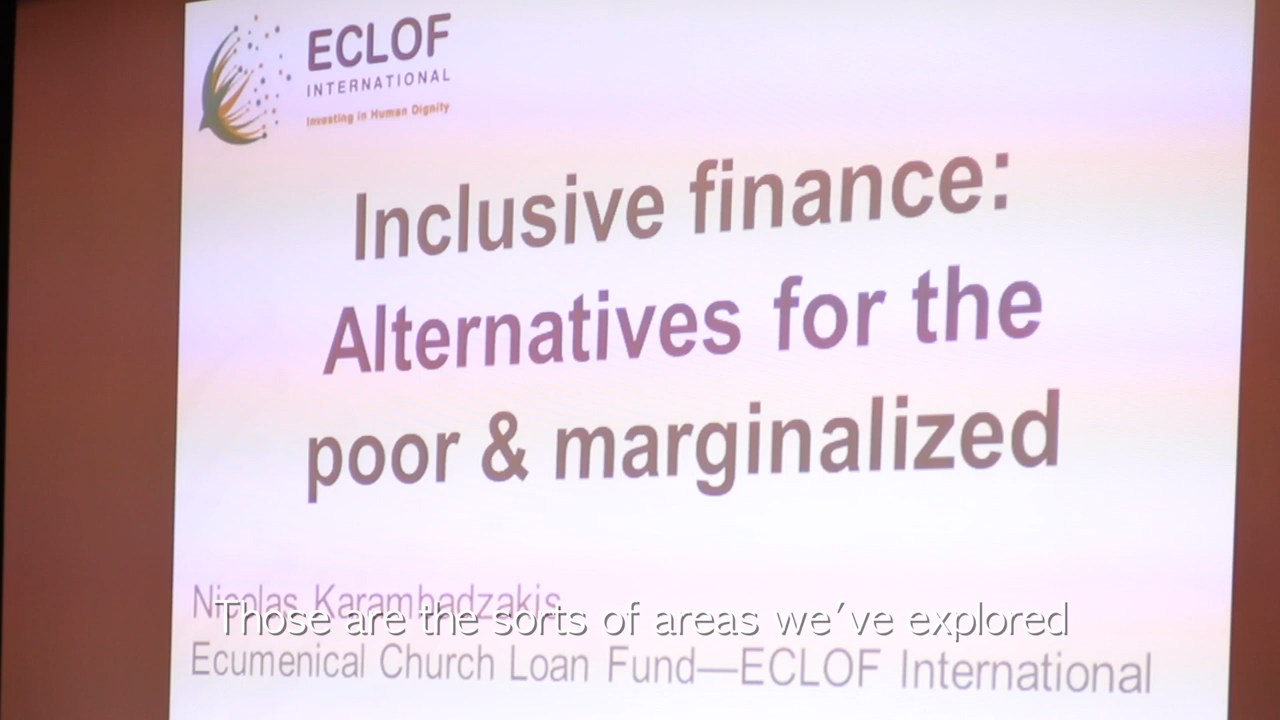 ECLOF
INTERNATIONAL
Investing in Human Dignity
Inclusive finance:
Alternatives for the
poor & marginalized
Nicolas Karambadzakis
Those are the sorts of areas we've explored
Ecumenical Church Loan Fund—ECLOF International